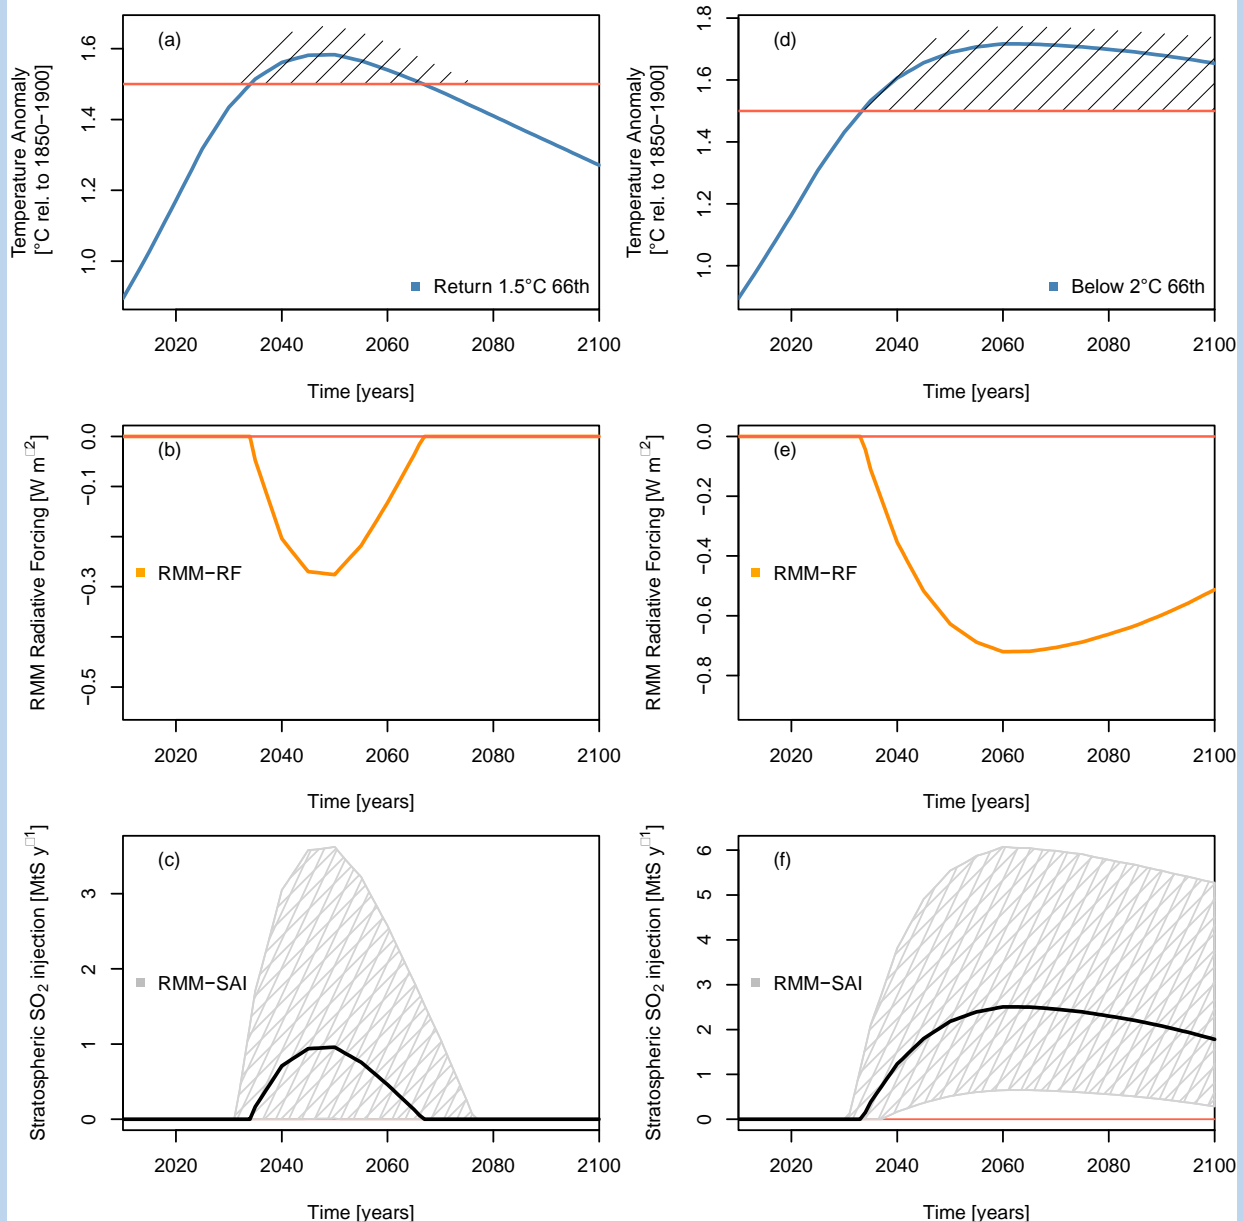 (a)
Temperature Anomaly
[°C rel. to 1850−1900]
1.0
1.2
1.4
1.6
Return 1.5°C 66th
2020 2040 2060 2080 2100
Time [years]
(d)
Temperature Anomaly
[°C rel. to 1850−1900]
1.0
1.2
1.4
1.6
1.8
Below 2°C 66th
2020 2040 2060 2080 2100
Time [years]
(b)
RMM Radiative Forcing [W m□2]
0.0
−0.1
−0.3
−0.5
RMM−RF
2020 2040 2060 2080 2100
Time [years]
(e)
RMM Radiative Forcing [W m□2]
0.0
−0.2
−0.4
−0.6
−0.8
RMM−RF
2020 2040 2060 2080 2100
Time [years]
(c)
Stratospheric SO2 injection [MtS y□1]
0
1
2
3
RMM−SAI
2020 2040 2060 2080 2100
Time [years]
(f)
Stratospheric SO2 injection [MtS y□1]
0
1
2
3
4
5
6
RMM−SAI
2020 2040 2060 2080 2100
Time [years]